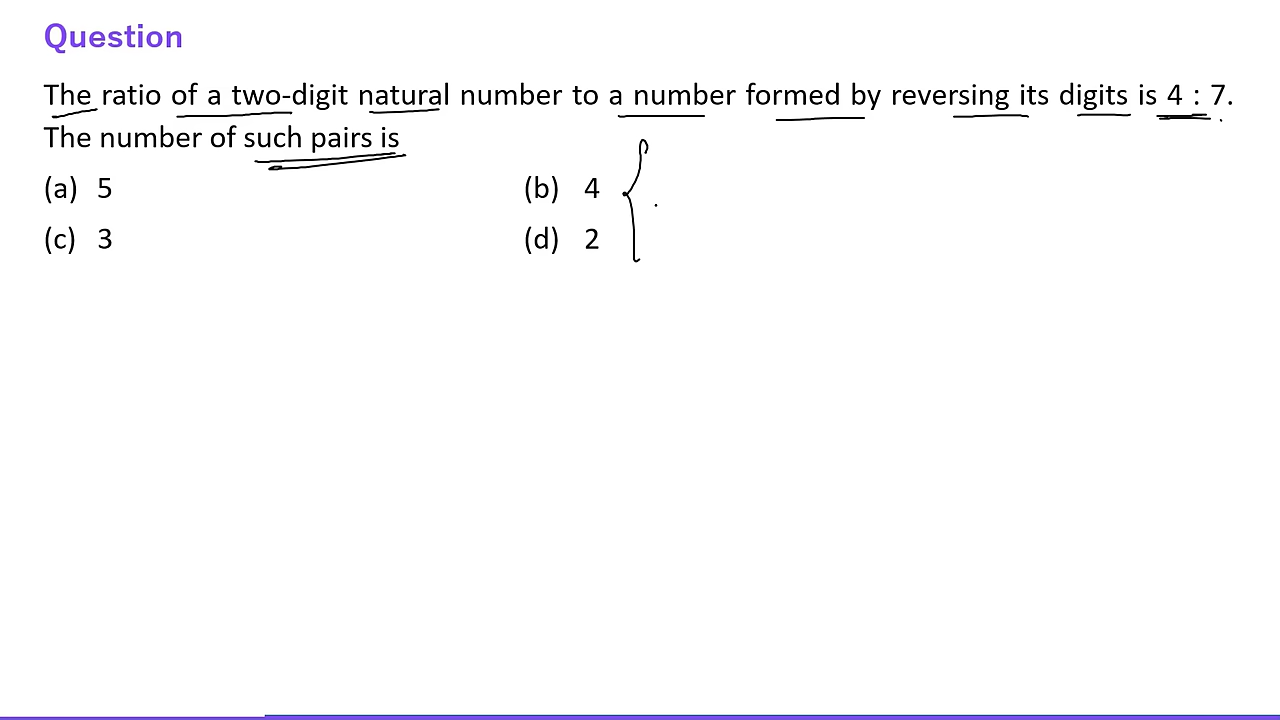 Question
The ratio of a two-digit natural number to a number formed by reversing its digits is 4 : 7.
The number of such pairs is
(a) 5 (b) 4
(c) 3 (d) 2